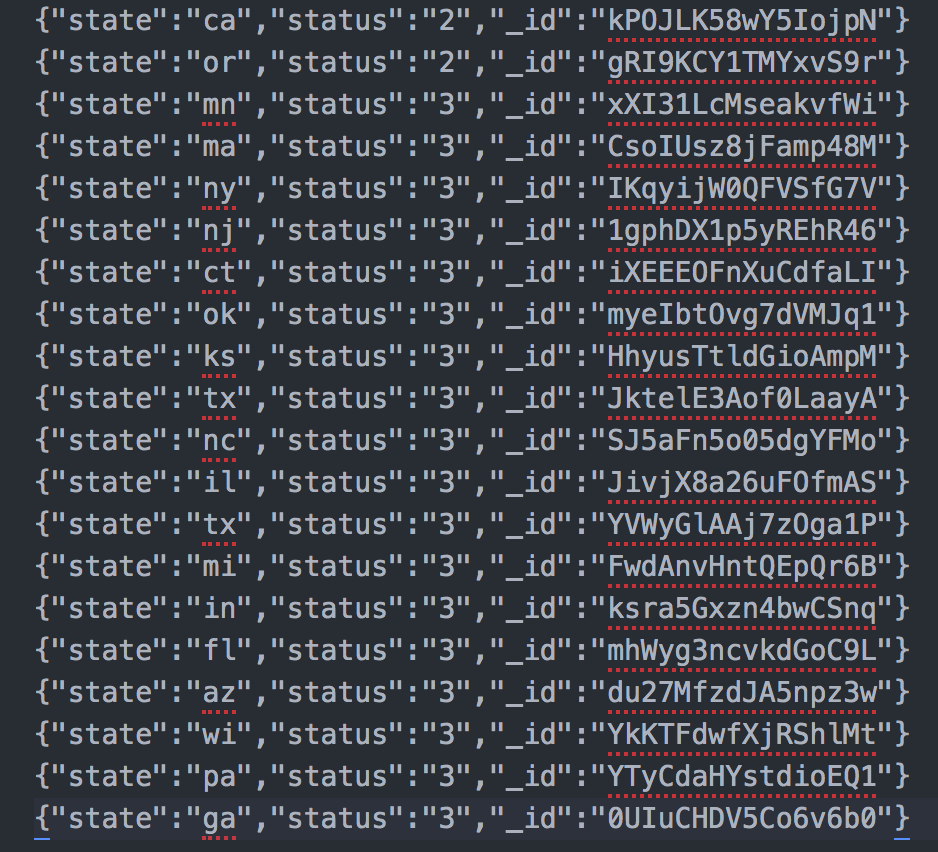 {"state":"ca","status":"2","_id":"kPOJLK58wY5IojpN"}
{"state":"or","status":"2","_id":"gRI9KCY1TMYxvS9r"}
{"state":"mn","status":"3","_id":"xXI31LcMseakvfWi"}
{"state":"ma","status":"3","_id":"CsoIUsz8jFamp48M"}
{"state":"ny","status":"3","_id":"IKqyijW0QFVSfG7V"}
{"state":"nj","status":"3","_id":"1gphDX1p5yREhR46"}
{"state":"ct","status":"3","_id":"iXEEEOFnXuCdfaLI"}
{"state":"ok","status":"3","_id":"myeIbtOvg7dVMJq1"}
{"state":"ks","status":"3","_id":"HhyusTtldGioAmpM"}
{"state":"tx","status":"3","_id":"JktelE3Aof0LaayA"}
{"state":"nc","status":"3","_id":"SJ5aFn5o05dgYFMo"}
{"state":"il","status":"3","_id":"JivjX8a26uFOfmAS"}
{"state":"tx","status":"3","_id":"YVWyGlAAj7zOga1P"}
{"state":"mi","status":"3","_id":"FwdAnvHntQEpQr6B"}
{"state":"in","status":"3","_id":"ksra5Gxzn4bwCSnq"}
{"state":"fl","status":"3","_id":"mhWyg3ncvkdGoC9L"}
{"state":"az","status":"3","_id":"du27MfzdJA5npz3w"}
{"state":"wi","status":"3","_id":"YkKTFdwfXjRShlMt"}
{"state":"pa","status":"3","_id":"YTyCdaHYstdioEQ1"}
{"state":"ga","status":"3","_id":"0UIuCHDV5Co6v6b0"}